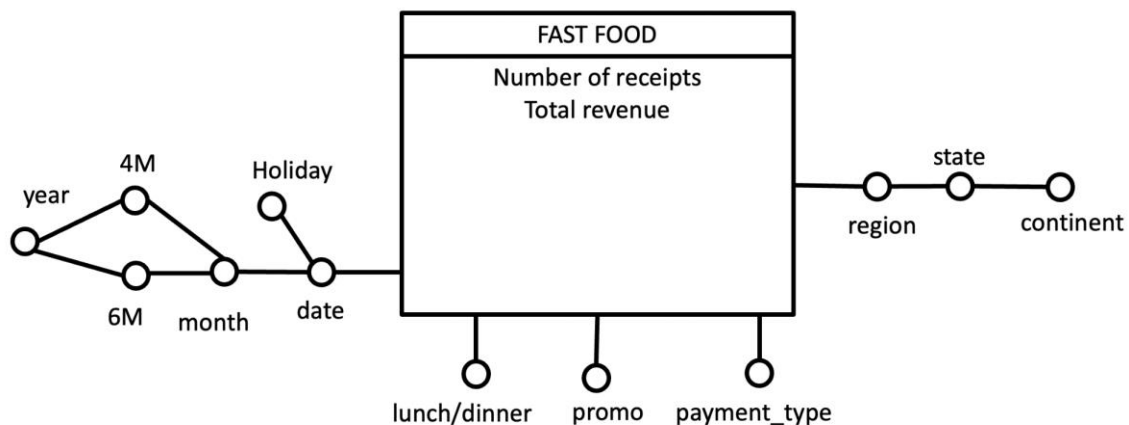 FAST FOOD
Number of receipts
Total revenue
4M
Holiday
year
state
region
continent
6M
month
date
lunch/dinner
promo
payment_type